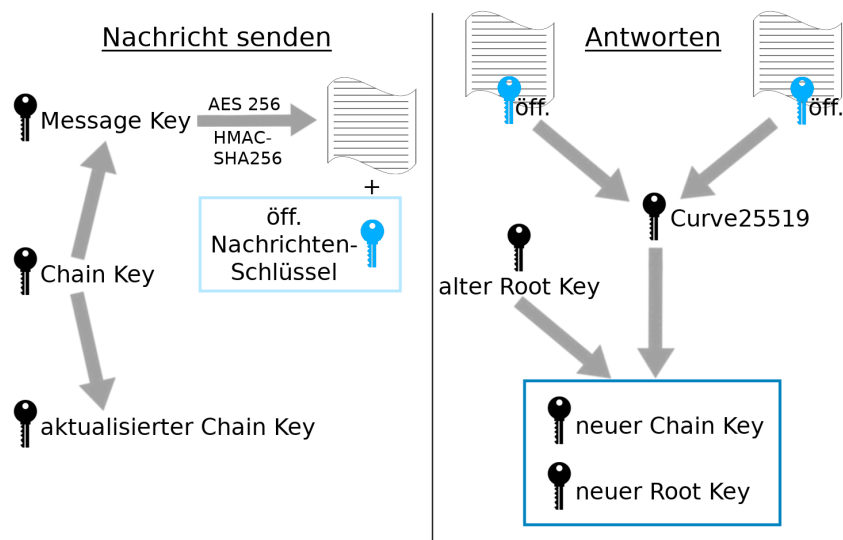 Nachricht senden
Message Key
AES 256
HMAC-
SHA256
+
öff.
Nachrichten-
Schlüssel
Chain Key
aktualisierter Chain Key
Antworten
öff.
öff.
Curve25519
alter Root Key
neuer Chain Key
neuer Root Key